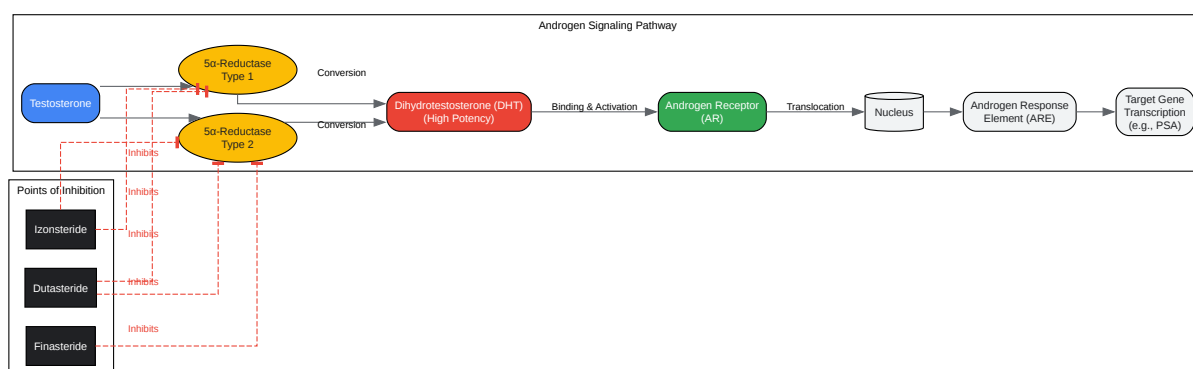 Androgen Signaling Pathway
Testosterone
5α-Reductase
Type 1
5α-Reductase
Type 2
Conversion
Conversion
Dihydrotestosterone (DHT)
(High Potency)
Binding & Activation
Androgen Receptor
(AR)
Translocation
Nucleus
Androgen Response
Element (ARE)
Target Gene
Transcription
(e.g., PSA)
Points of Inhibition
Izonsteride
Dutasteride
Finasteride
Inhibits
Inhibits
Inhibits
Inhibits
Inhibits